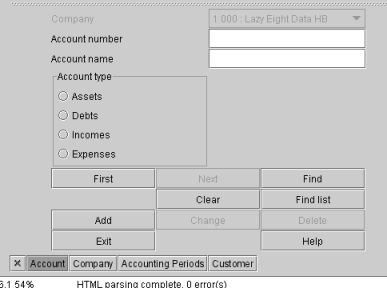 Company 1 000 : Lazy Eight Data HB
Account number
Account name
Account type
Assets
Debts
Incomes
Expenses
First Next Find
Clear Find list
Add Change Delete
Exit Help
× Account Company Accounting Periods Customer
6.1 54% HTML parsing complete. 0 error(s)